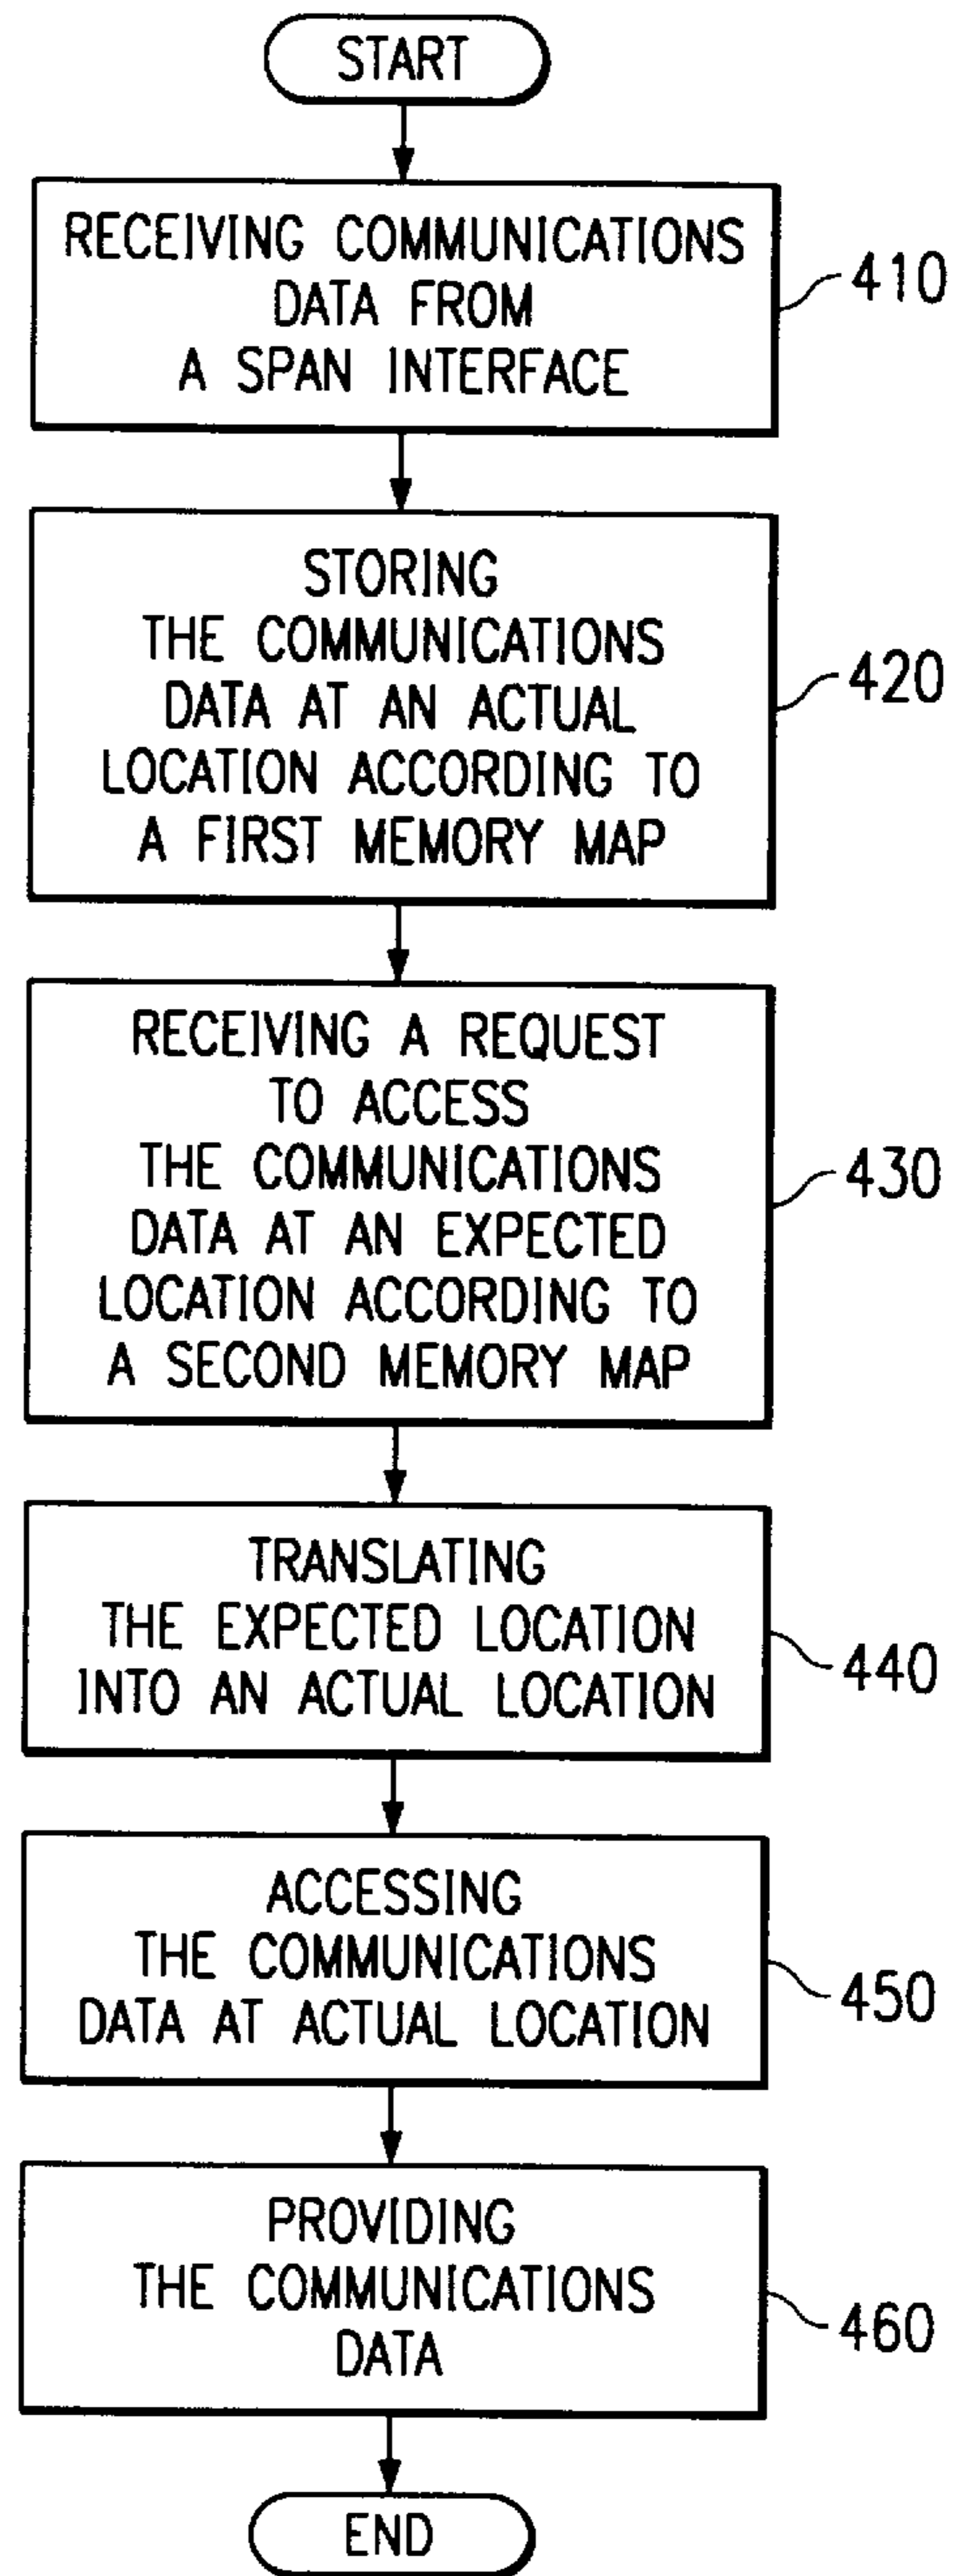 START
RECEIVING COMMUNICATIONS
DATA FROM
A SPAN INTERFACE
410
STORING
THE COMMUNICATIONS
DATA AT AN ACTUAL
LOCATION ACCORDING TO
A FIRST MEMORY MAP
420
RECEIVING A REQUEST
TO ACCESS
THE COMMUNICATIONS
DATA AT AN EXPECTED
LOCATION ACCORDING TO
A SECOND MEMORY MAP
430
TRANSLATING
THE EXPECTED LOCATION
INTO AN ACTUAL LOCATION
440
ACCESSING
THE COMMUNICATIONS
DATA AT ACTUAL LOCATION
450
PROVIDING
THE COMMUNICATIONS
DATA
460
END